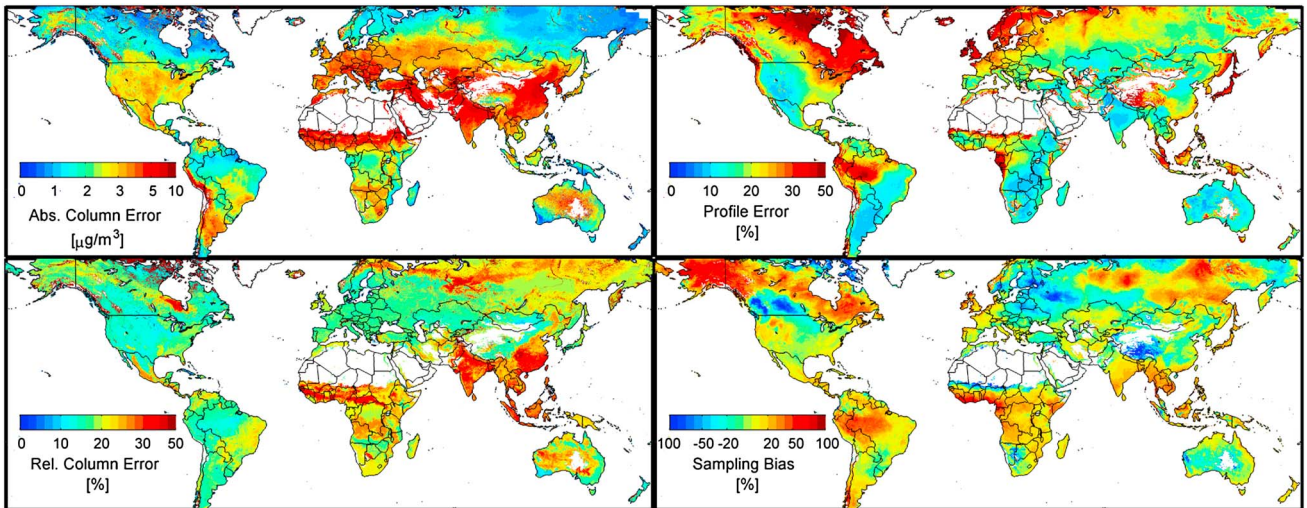 0 1 2 3 5 10
Abs. Column Error
[μg/m³]
0 10 20 30 50
Profile Error
[%]
0 10 20 30 50
Rel. Column Error
[%]
100 -50 -20 20 50 100
Sampling Bias
[%]